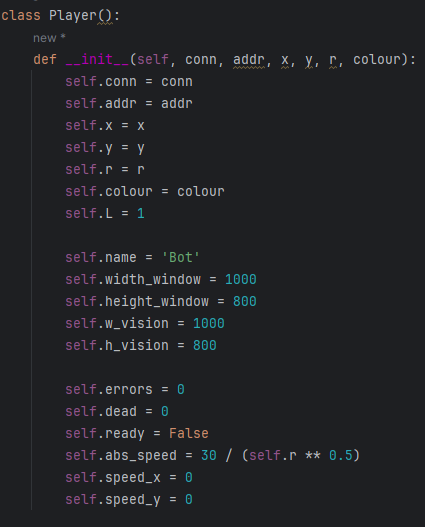 class Player():
new *
def __init__(self, conn, addr, x, y, r, colour):
self.conn = conn
self.addr = addr
self.x = x
self.y = y
self.r = r
self.colour = colour
self.L = 1
self.name = 'Bot'
self.width_window = 1000
self.height_window = 800
self.w_vision = 1000
self.h_vision = 800
self.errors = 0
self.dead = 0
self.ready = False
self.abs_speed = 30 / (self.r ** 0.5)
self.speed_x = 0
self.speed_y = 0